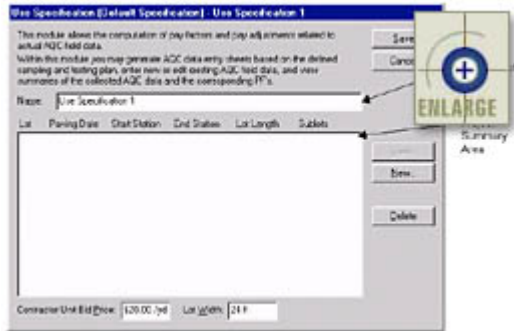 Use Specification (Default Specification) - Use Specification 1
This module allows the computation of pay factors and pay adjustments related to
actual AQC field data.
Within this module you may generate AQC data entry sheets based on the defined
sampling and testing plan, enter new or edit existing AQC field data, and view
summaries of the collected AQC data and the corresponding PF's.
Save
Cancel
ENLARGE
Name: Use Specification 1
Lot Paving Date Start Station End Station Lot Length Sublots
Summary
Area
New...
Delete
Contractor Unit Bid Price: $20.00 /yd Lot Width: 24 ft